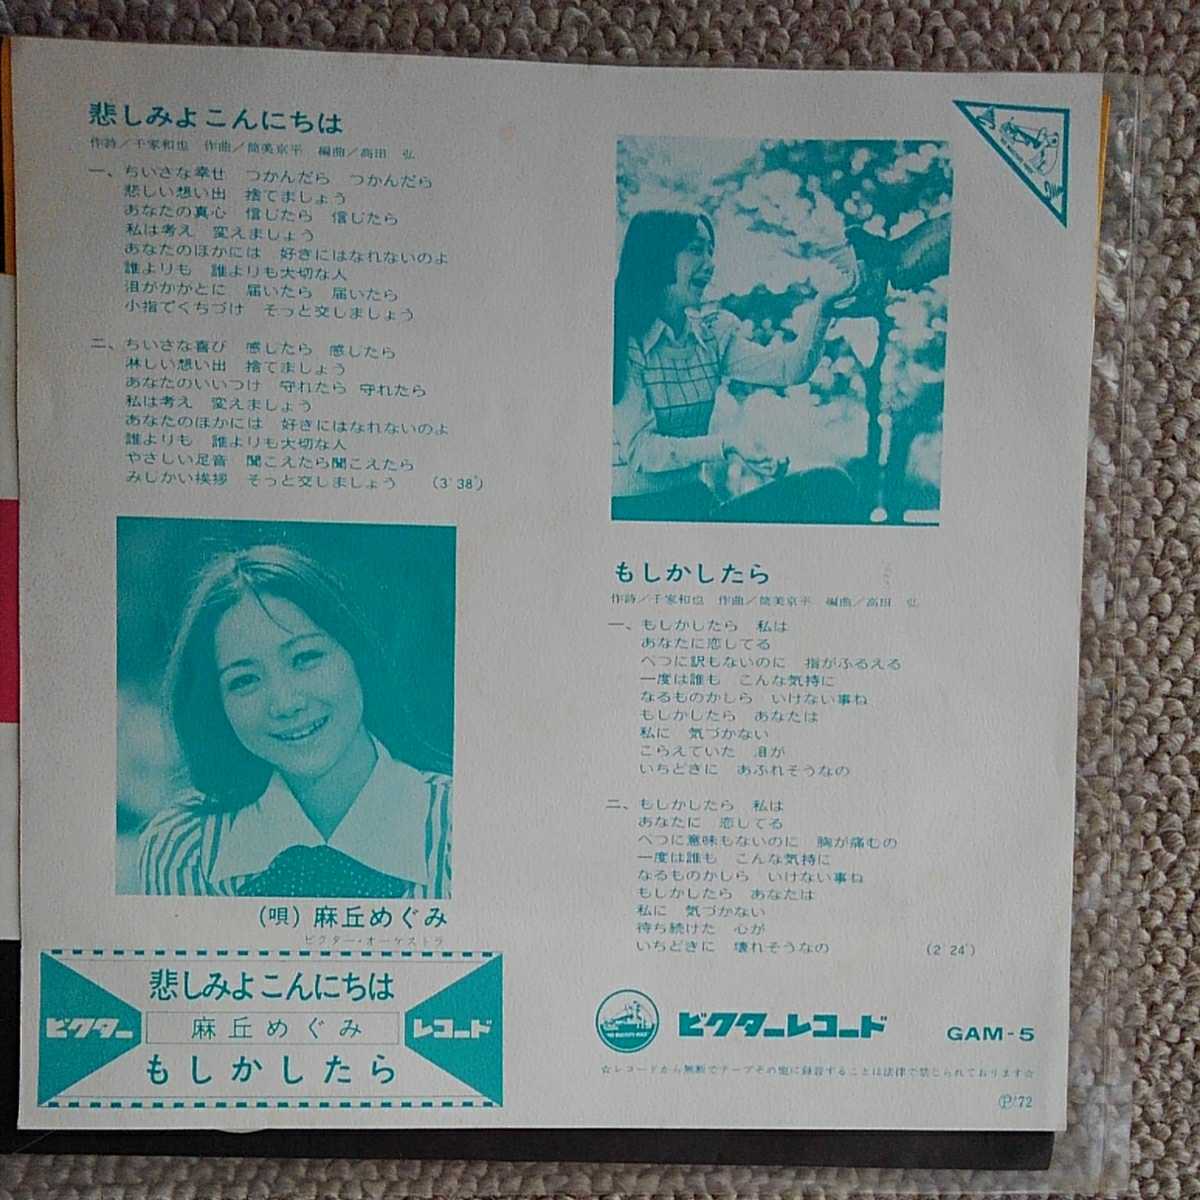 悲しみよこんにちは
作詩／千家和也　作曲／筒美京平　編曲／高田　弘
一、ちいさな幸せ　つかんだら　つかんだら
悲しい想い出　捨てましょう
あなたの真心　信じたら　信じたら
私は考え　変えましょう
あなたのほかには　好きにはなれないのよ
誰よりも　誰よりも大切な人
泪がかかとに　届いたら　届いたら
小指でくちづけ　そっと交しましょう
二、ちいさな喜び　感じたら　感じたら
淋しい想い出　捨てましょう
あなたのいいつけ　守れたら　守れたら
私は考え　変えましょう
あなたのほかには　好きにはなれないのよ
誰よりも　誰よりも大切な人
やさしい足音　聞こえたら聞こえたら
みじかい挨拶　そっと交しましょう　（3'38"）
（唄）麻丘めぐみ
ビクター・オーケストラ
悲しみよこんにちは
ビクター　麻丘めぐみ　レコード
もしかしたら
もしかしたら
作詩／千家和也　作曲／筒美京平　編曲／高田　弘
一、もしかしたら　私は
あなたに恋してる
べつに訳もないのに　指がふるえる
一度は誰も　こんな気持に
なるものかしら　いけない事ね
もしかしたら　あなたは
私に　気づかない
こらえていた　泪が
いちどきに　あふれそうなの
二、もしかしたら　私は
あなたに　恋してる
べつに意味もないのに　胸が痛むの
一度は誰も　こんな気持に
なるものかしら　いけない事ね
もしかしたら　あなたは
私に　気づかない
待ち続けた　心が
いちどきに　壊れそうなの　（2'24"）
"HIS MASTER'S VOICE"
ビクターレコード　GAM-5
☆レコードから無断でテープその他に録音することは法律で禁じられております☆
Ⓟ'72